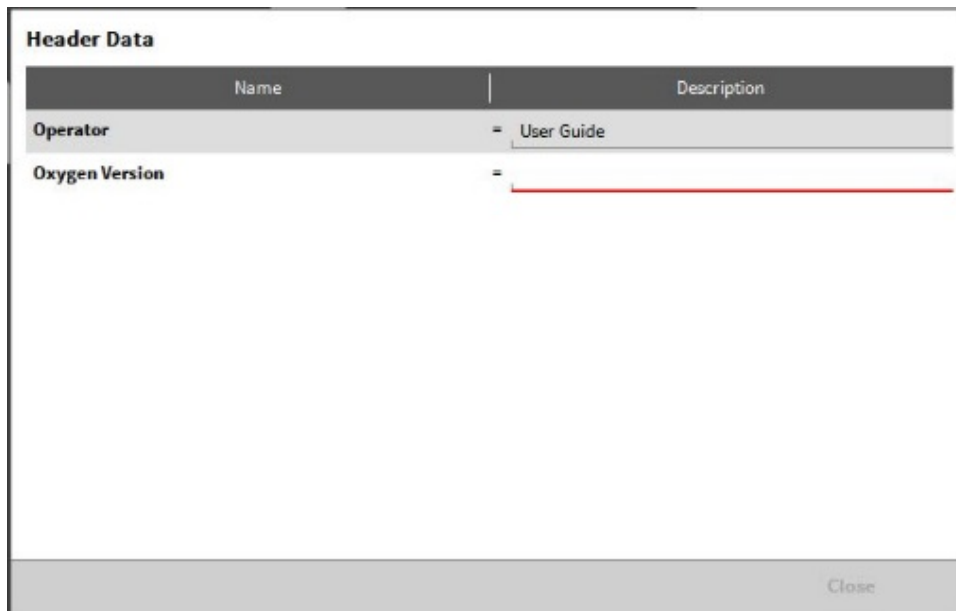 Header Data
Name Description
Operator = User Guide
Oxygen Version =
Close